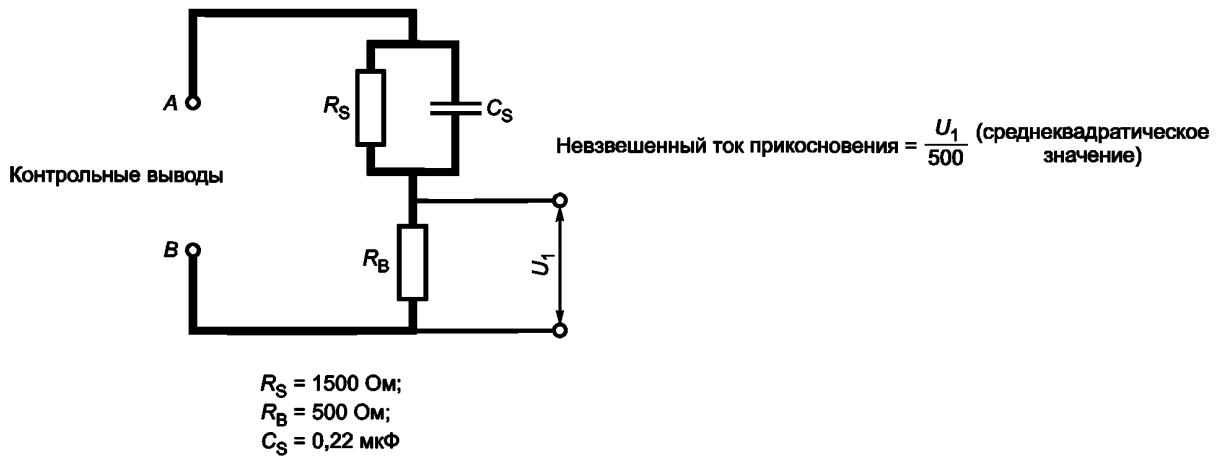 A
R_S
C_S
Невзвешенный ток прикосновения = U_1/500 (среднеквадратическое
значение)
Контрольные выводы
B
R_B
U_1
R_S = 1500 Ом;
R_B = 500 Ом;
C_S = 0,22 мкФ